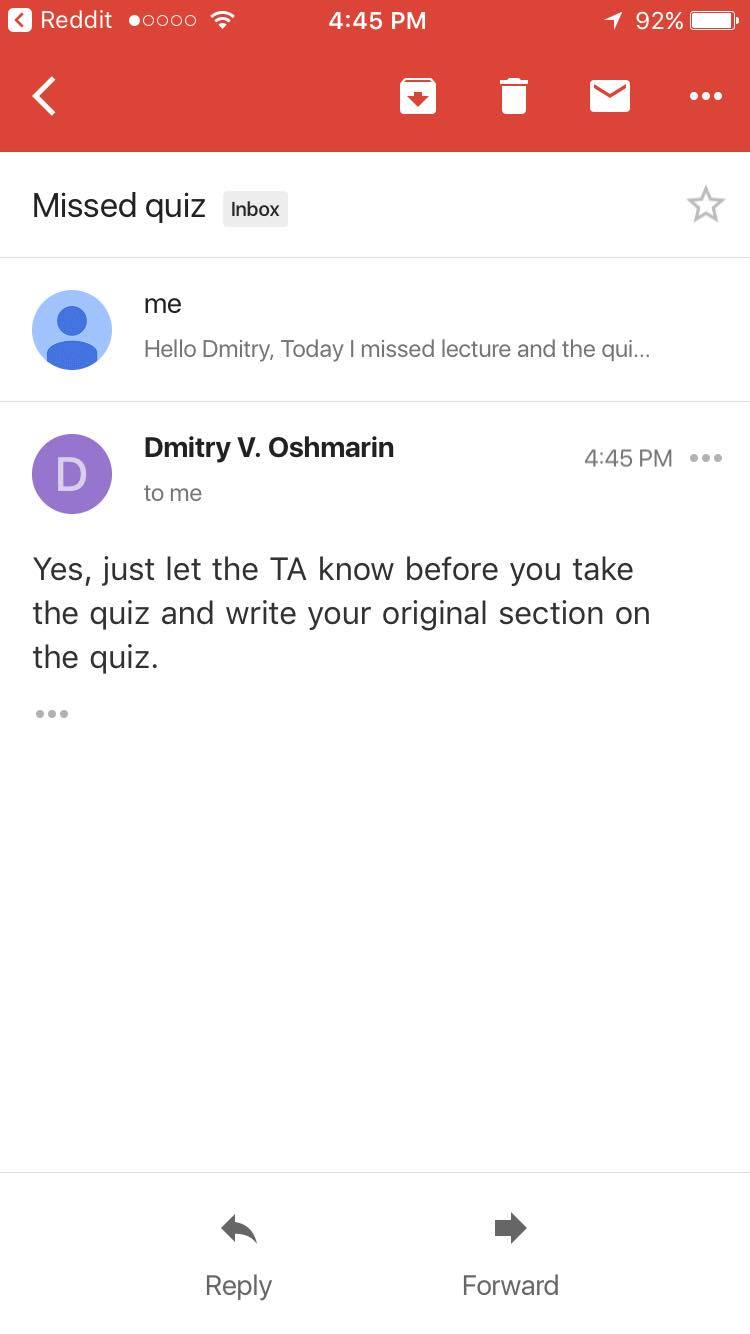 Reddit 4:45 PM 92%
Missed quiz Inbox
me
Hello Dmitry, Today I missed lecture and the qui...
D
Dmitry V. Oshmarin
4:45 PM
to me
Yes, just let the TA know before you take
the quiz and write your original section on
the quiz.
Reply Forward